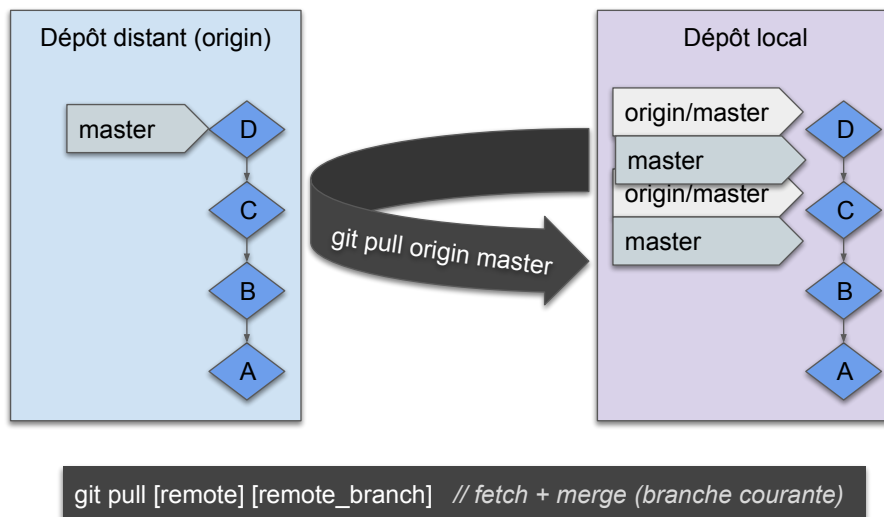 Dépôt distant (origin)
master
D
C
B
A
git pull origin master
Dépôt local
origin/master
master
origin/master
master
D
C
B
A
git pull [remote] [remote_branch] // fetch + merge (branche courante)